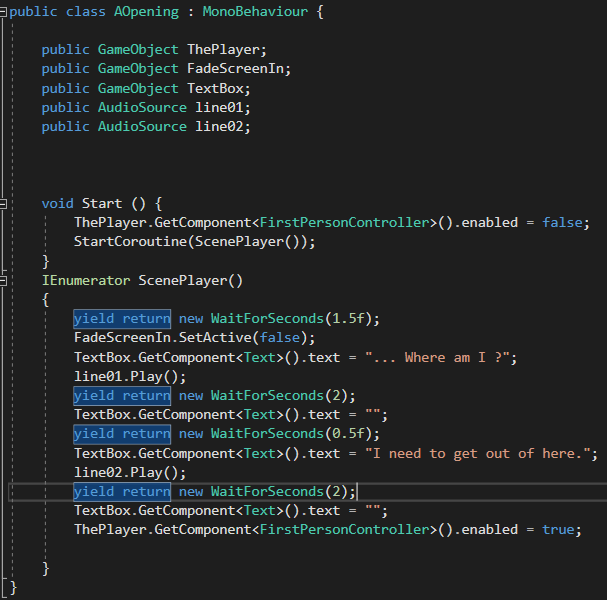 public class AOpening : MonoBehaviour {
public GameObject ThePlayer;
public GameObject FadeScreenIn;
public GameObject TextBox;
public AudioSource line01;
public AudioSource line02;
void Start () {
ThePlayer.GetComponent<FirstPersonController>().enabled = false;
StartCoroutine(ScenePlayer());
}
IEnumerator ScenePlayer()
{
yield return new WaitForSeconds(1.5f);
FadeScreenIn.SetActive(false);
TextBox.GetComponent<Text>().text = "... Where am I ?";
line01.Play();
yield return new WaitForSeconds(2);
TextBox.GetComponent<Text>().text = "";
yield return new WaitForSeconds(0.5f);
TextBox.GetComponent<Text>().text = "I need to get out of here.";
line02.Play();
yield return new WaitForSeconds(2);
TextBox.GetComponent<Text>().text = "";
ThePlayer.GetComponent<FirstPersonController>().enabled = true;
}
}